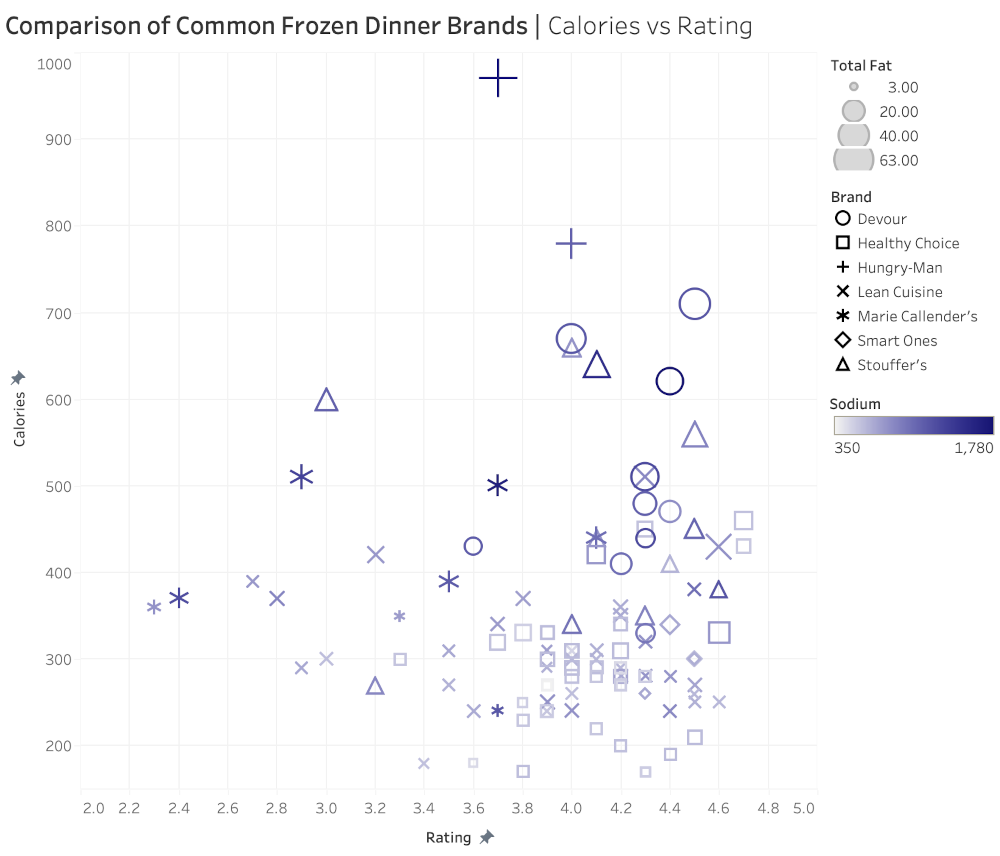 Comparison of Common Frozen Dinner Brands | Calories vs Rating
1000
900
800
700
600
500
400
300
200
Calories
2.0 2.2 2.4 2.6 2.8 3.0 3.2 3.4 3.6 3.8 4.0 4.2 4.4 4.6 4.8 5.0
Rating
Total Fat
3.00
20.00
40.00
63.00
Brand
Devour
Healthy Choice
Hungry-Man
Lean Cuisine
Marie Callender's
Smart Ones
Stouffer's
Sodium
350 1,780